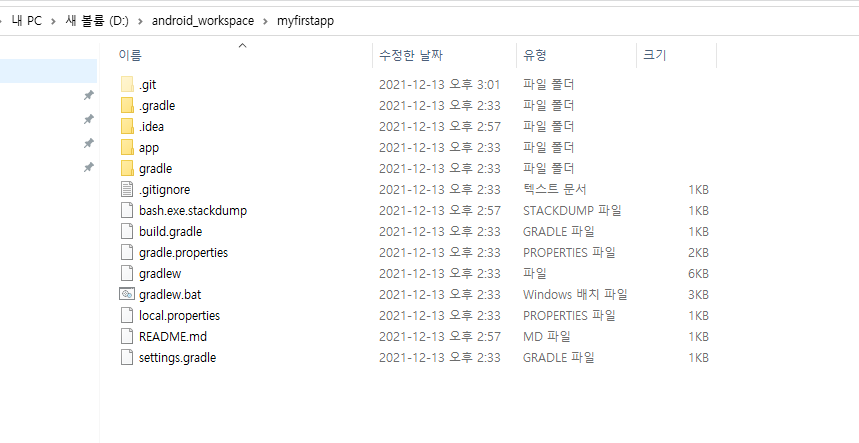 내 PC > 새 볼륨 (D:) > android_workspace > myfirstapp
이름 수정한 날짜 유형 크기
.git 2021-12-13 오후 3:01 파일 폴더
.gradle 2021-12-13 오후 2:33 파일 폴더
.idea 2021-12-13 오후 2:57 파일 폴더
app 2021-12-13 오후 2:33 파일 폴더
gradle 2021-12-13 오후 2:33 파일 폴더
.gitignore 2021-12-13 오후 2:33 텍스트 문서 1KB
bash.exe.stackdump 2021-12-13 오후 2:57 STACKDUMP 파일 1KB
build.gradle 2021-12-13 오후 2:33 GRADLE 파일 1KB
gradle.properties 2021-12-13 오후 2:33 PROPERTIES 파일 2KB
gradlew 2021-12-13 오후 2:33 파일 6KB
gradlew.bat 2021-12-13 오후 2:33 Windows 배치 파일 3KB
local.properties 2021-12-13 오후 2:33 PROPERTIES 파일 1KB
README.md 2021-12-13 오후 2:57 MD 파일 1KB
settings.gradle 2021-12-13 오후 2:33 GRADLE 파일 1KB